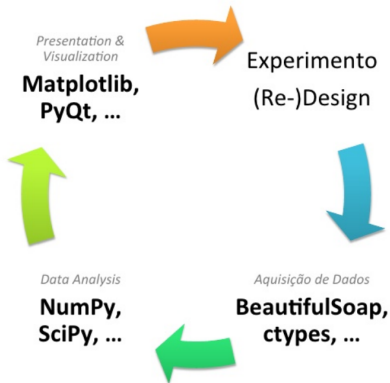 Presentation &
Visualization
Matplotlib,
PyQt, ...
Experimento
(Re-)Design
Data Analysis
NumPy,
SciPy, ...
Aquisição de Dados
BeautifulSoap,
ctypes, ...